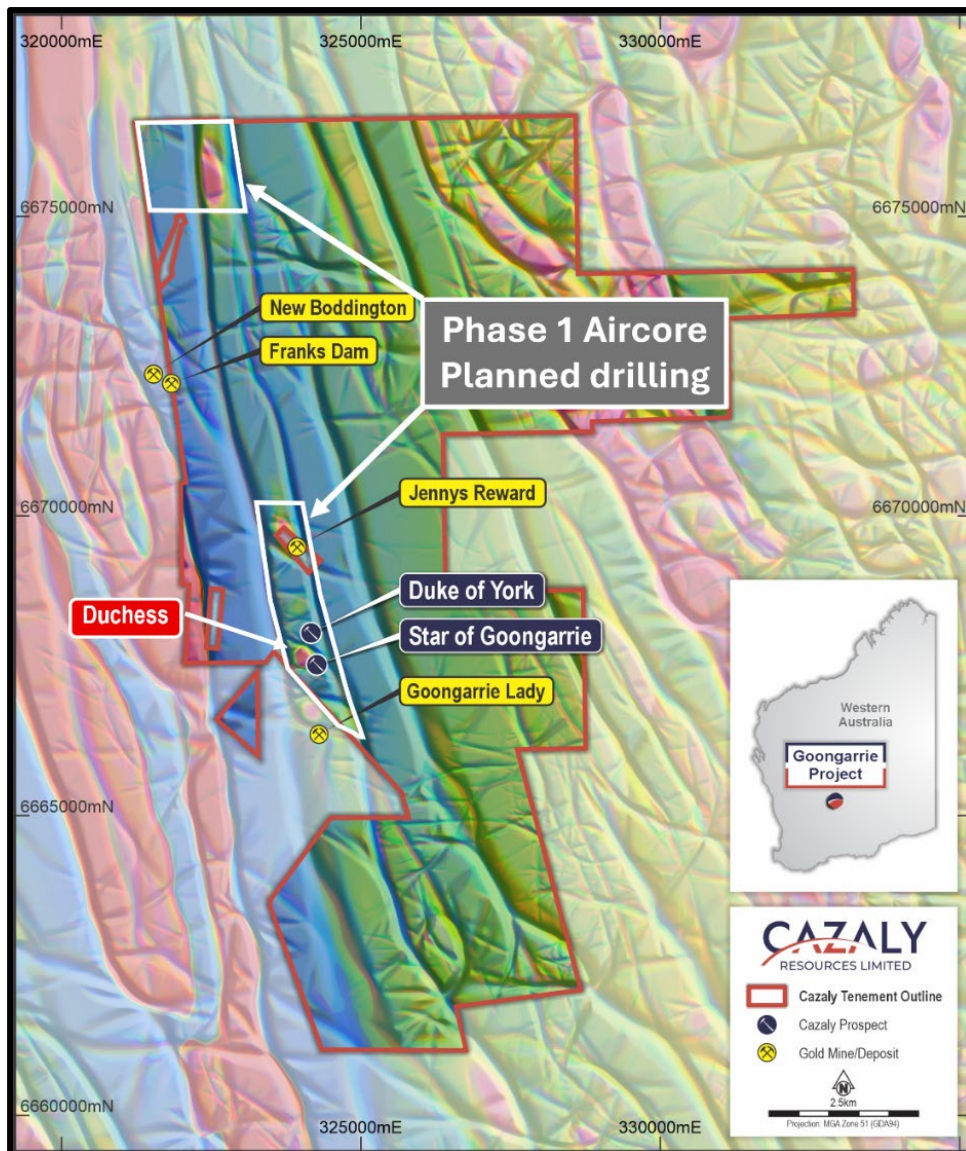 320000mE
325000mE
330000mE
6675000mN
6675000mN
New Boddington
Franks Dam
Phase 1 Aircore
Planned drilling
Jennys Reward
6670000mN
6670000mN
Duke of York
Duchess
Star of Goongarrie
Goongarrie Lady
Western
Australia
Goongarrie
Project
6665000mN
CAZALY
RESOURCES LIMITED
Cazaly Tenement Outline
Cazaly Prospect
Gold Mine/Deposit
N
2.5km
Projection: MGA Zone 51 (GDA94)
6660000mN
325000mE
330000mE